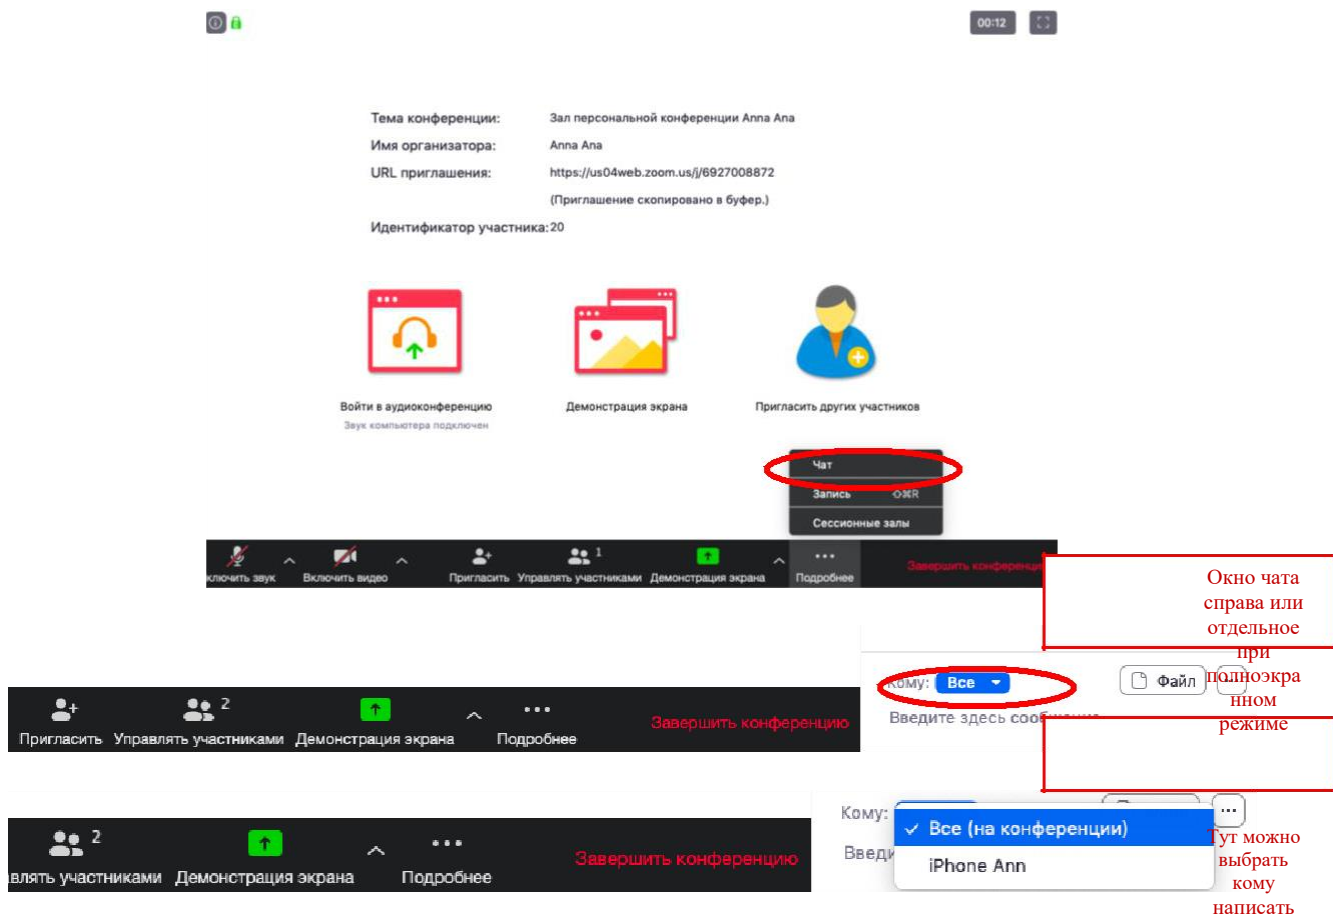 00:12
Тема конференции: Зал персональной конференции Anna Ana
Имя организатора: Anna Ana
URL приглашения: https://us04web.zoom.us/j/6927008872
(Приглашение скопировано в буфер.)
Идентификатор участника: 20
Войти в аудиоконференцию
Звук компьютера подключен
Демонстрация экрана
Пригласить других участников
Чат
Запись ⇧⌘R
Сессионные залы
ключить звук Включить видео Пригласить Управлять участниками 1 Демонстрация экрана Подробнее Завершить конференци
Окно чата
справа или
отдельное
при
полноэкра
нном
режиме
Кому: Все Файл ...
Введите здесь сообщение
Пригласить Управлять участниками 2 Демонстрация экрана Подробнее Завершить конференцию
Кому: ...
Все (на конференции)
Введи
iPhone Ann
влять участниками 2 Демонстрация экрана Подробнее Завершить конференцию
Тут можно
выбрать
кому
написать